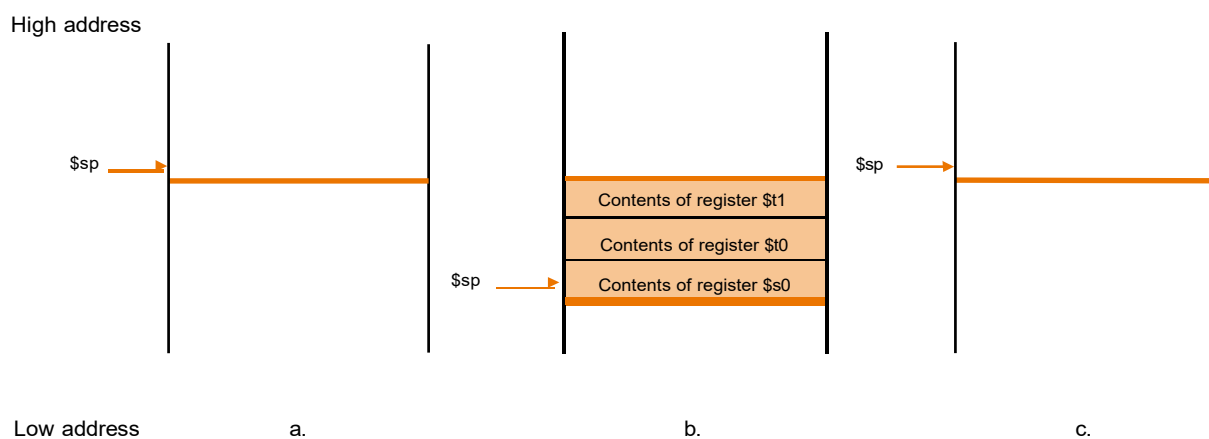 High address
$sp
$sp
Contents of register $t1
Contents of register $t0
$sp
Contents of register $s0
Low address
a.
b.
c.